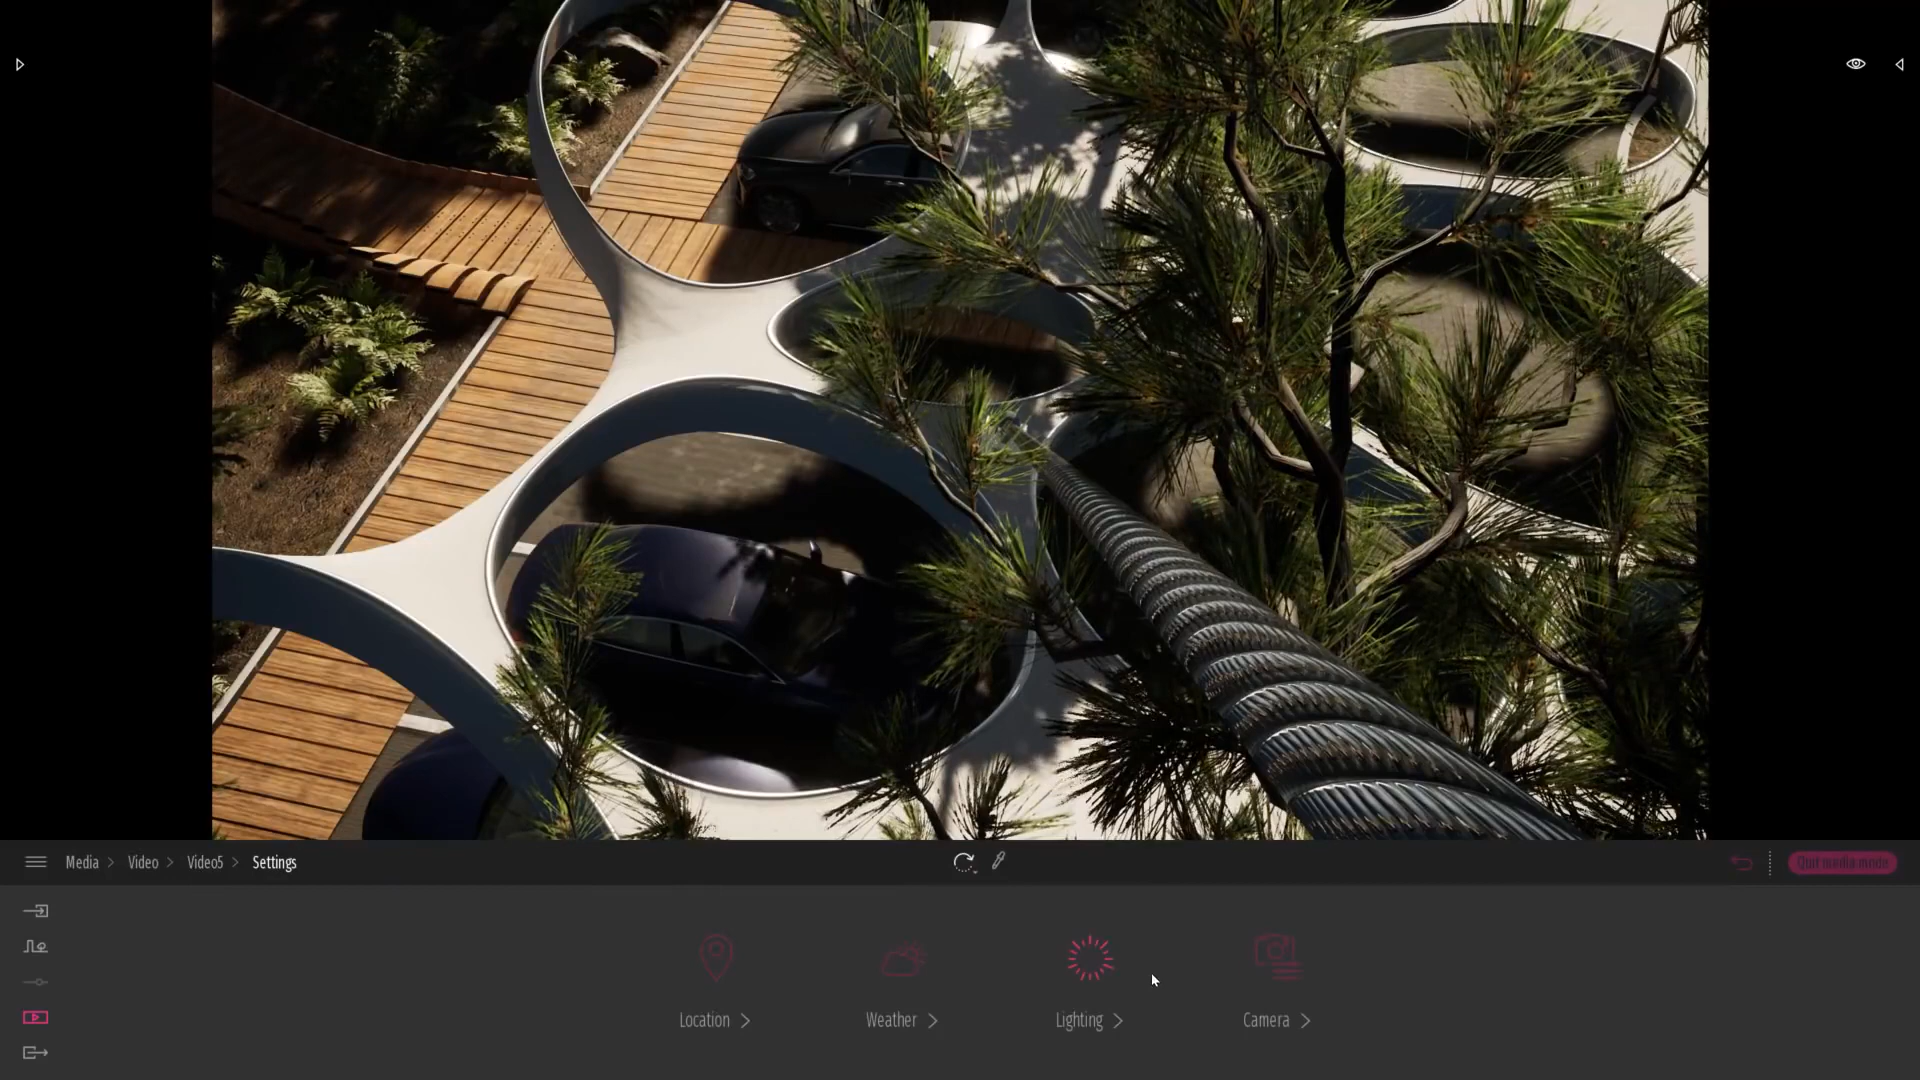 Media > Video > Video5 > Settings
Quit media mode
Location >
Weather >
Lighting >
Camera >